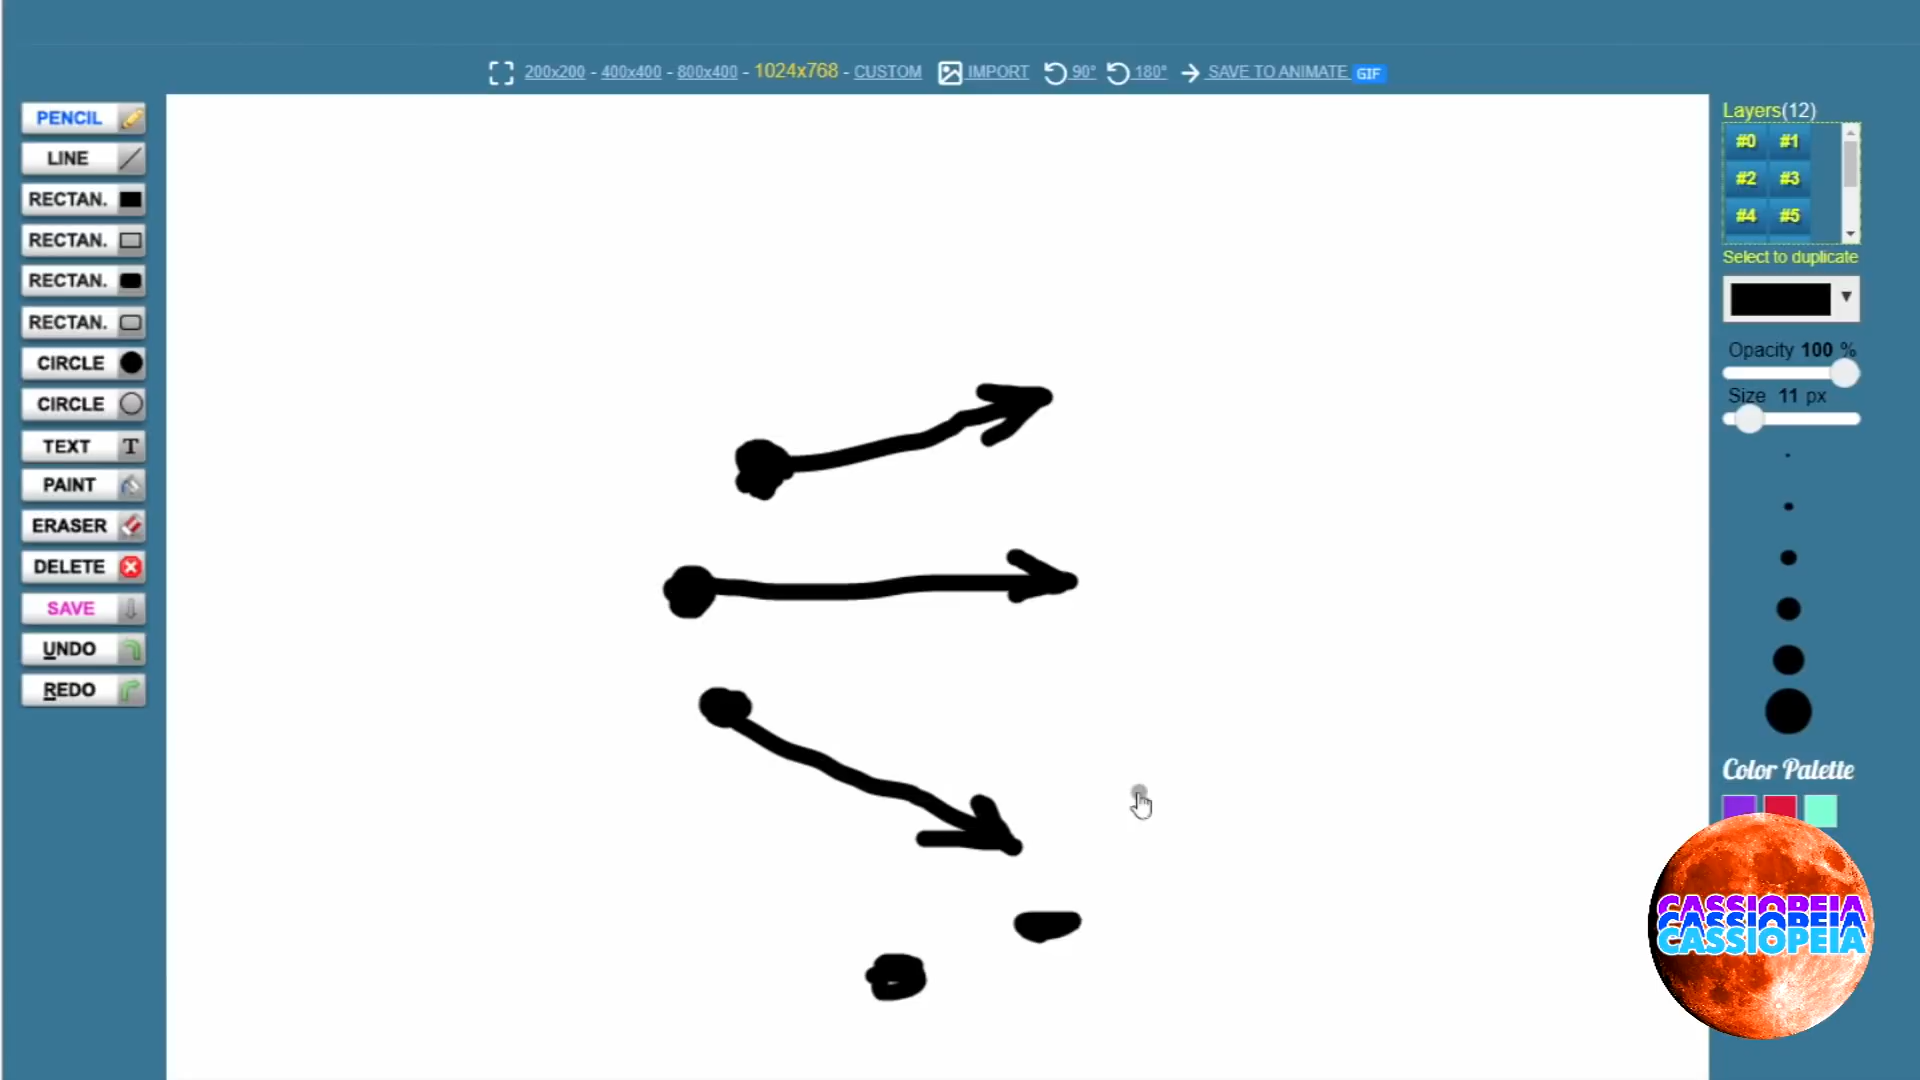 200x200 - 400x400 - 800x400 - 1024x768 - CUSTOM IMPORT 90° 180° SAVE TO ANIMATE GIF
PENCIL
LINE
RECTAN.
RECTAN.
RECTAN.
RECTAN.
CIRCLE
CIRCLE
TEXT T
PAINT
ERASER
DELETE
SAVE
UNDO
REDO
Layers(12)
#0 #1
#2 #3
#4 #5
Select to duplicate
Opacity 100 %
Size 11 px
Color Palette
CASSIOPEIA
CASSIOPEIA
CASSIOPEIA